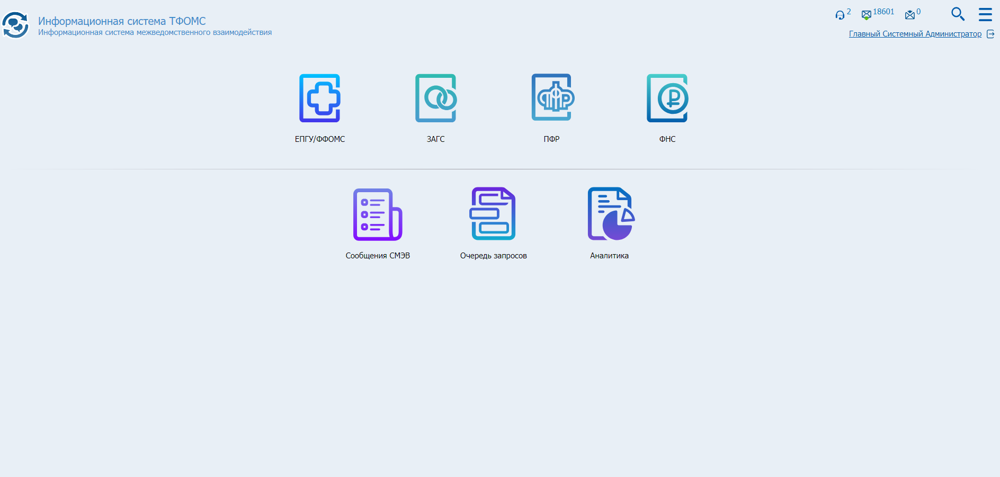 Информационная система ТФОМС
Информационная система межведомственного взаимодействия
2 18601 0
Главный Системный Администратор
ЕПГУ/ФФОМС ЗАГС ПФР ФНС
Сообщения СМЭВ Очередь запросов Аналитика